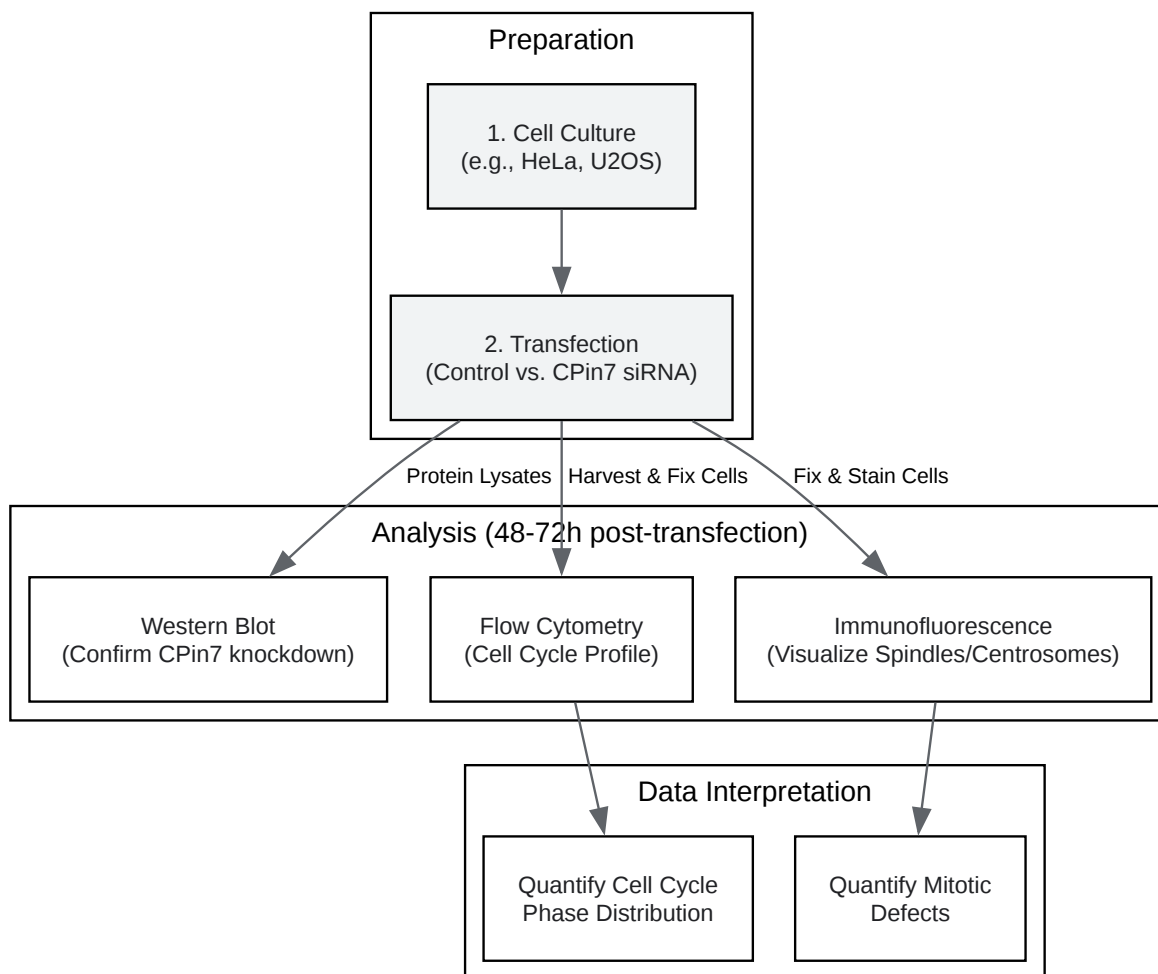 Preparation
1. Cell Culture
(e.g., HeLa, U2OS)
2. Transfection
(Control vs. CPin7 siRNA)
Protein Lysates
Harvest & Fix Cells
Fix & Stain Cells
Analysis (48-72h post-transfection)
Western Blot
(Confirm CPin7 knockdown)
Flow Cytometry
(Cell Cycle Profile)
Immunofluorescence
(Visualize Spindles/Centrosomes)
Data Interpretation
Quantify Cell Cycle
Phase Distribution
Quantify Mitotic
Defects